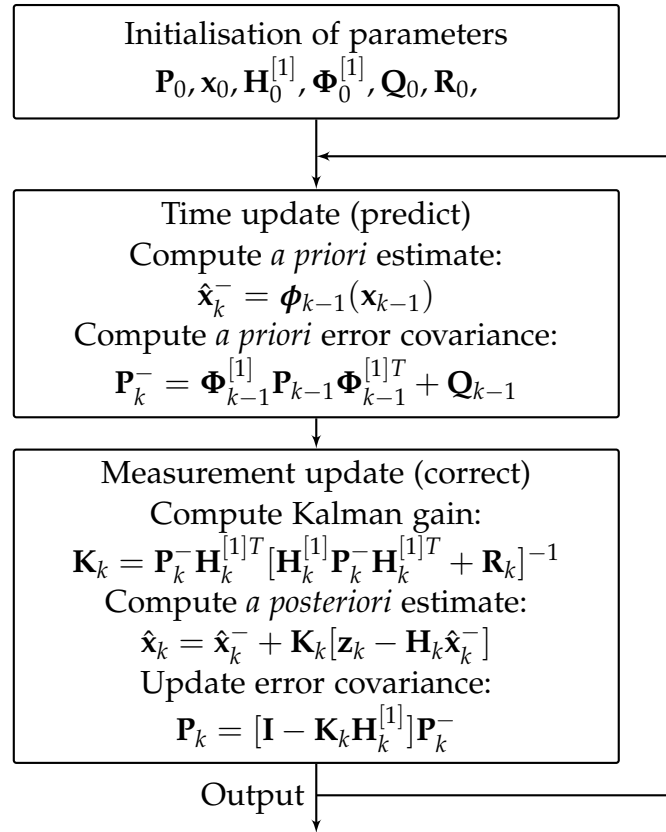 Initialisation of parameters
P₀, x₀, H₀^[1], Φ₀^[1], Q₀, R₀,
Time update (predict)
Compute a priori estimate:
x̂ₖ⁻ = ϕₖ₋₁(xₖ₋₁)
Compute a priori error covariance:
Pₖ⁻ = Φₖ₋₁^[1] Pₖ₋₁ Φₖ₋₁^[1]T + Qₖ₋₁
Measurement update (correct)
Compute Kalman gain:
Kₖ = Pₖ⁻ Hₖ^[1]T [Hₖ^[1] Pₖ⁻ Hₖ^[1]T + Rₖ]⁻¹
Compute a posteriori estimate:
x̂ₖ = x̂ₖ⁻ + Kₖ[zₖ − Hₖx̂ₖ⁻]
Update error covariance:
Pₖ = [I − KₖHₖ^[1]]Pₖ⁻
Output